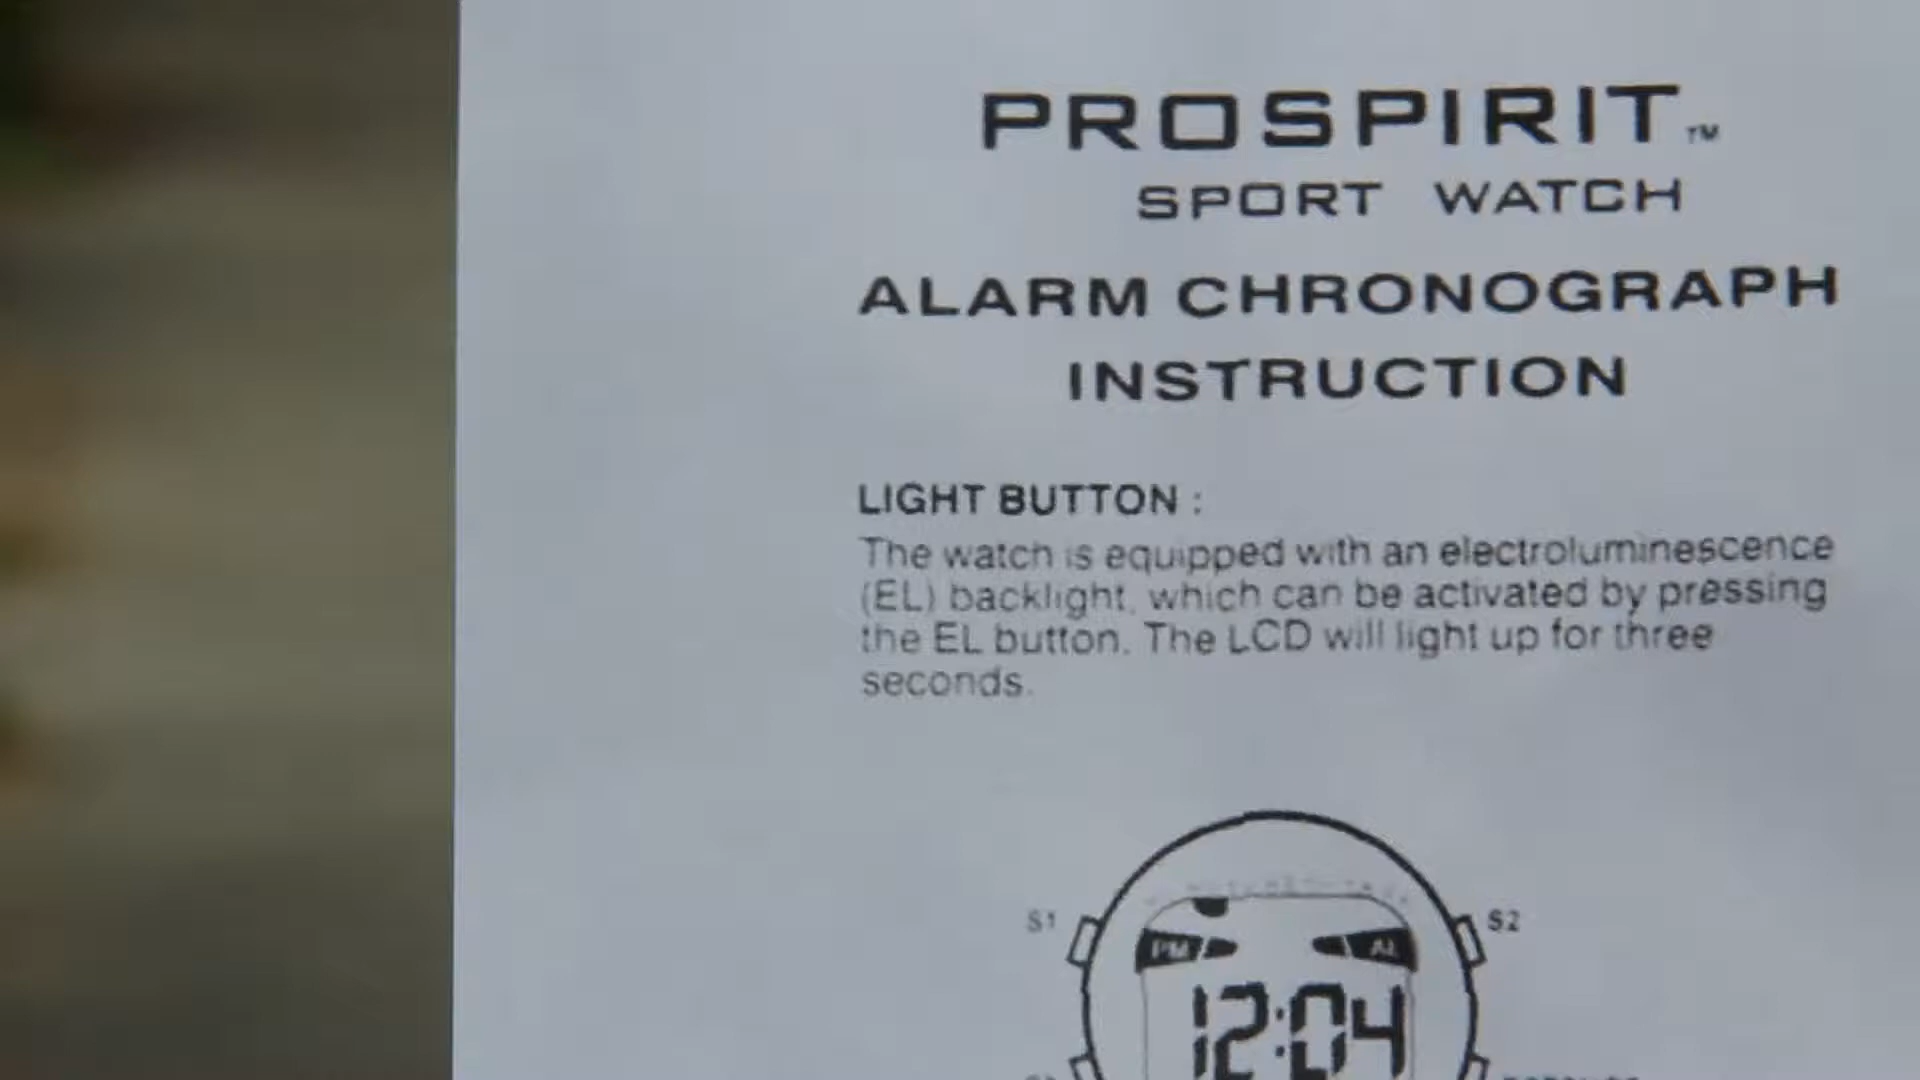 PROSPIRIT™
SPORT WATCH
ALARM CHRONOGRAPH
INSTRUCTION
LIGHT BUTTON :
The watch is equipped with an electroluminescence
(EL) backlight, which can be activated by pressing
the EL button. The LCD will light up for three
seconds.
S1 S2
PM AL
12:04